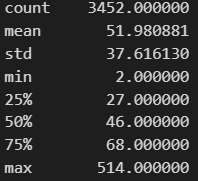 count 3452.000000
mean 51.980881
std 37.616130
min 2.000000
25% 27.000000
50% 46.000000
75% 68.000000
max 514.000000